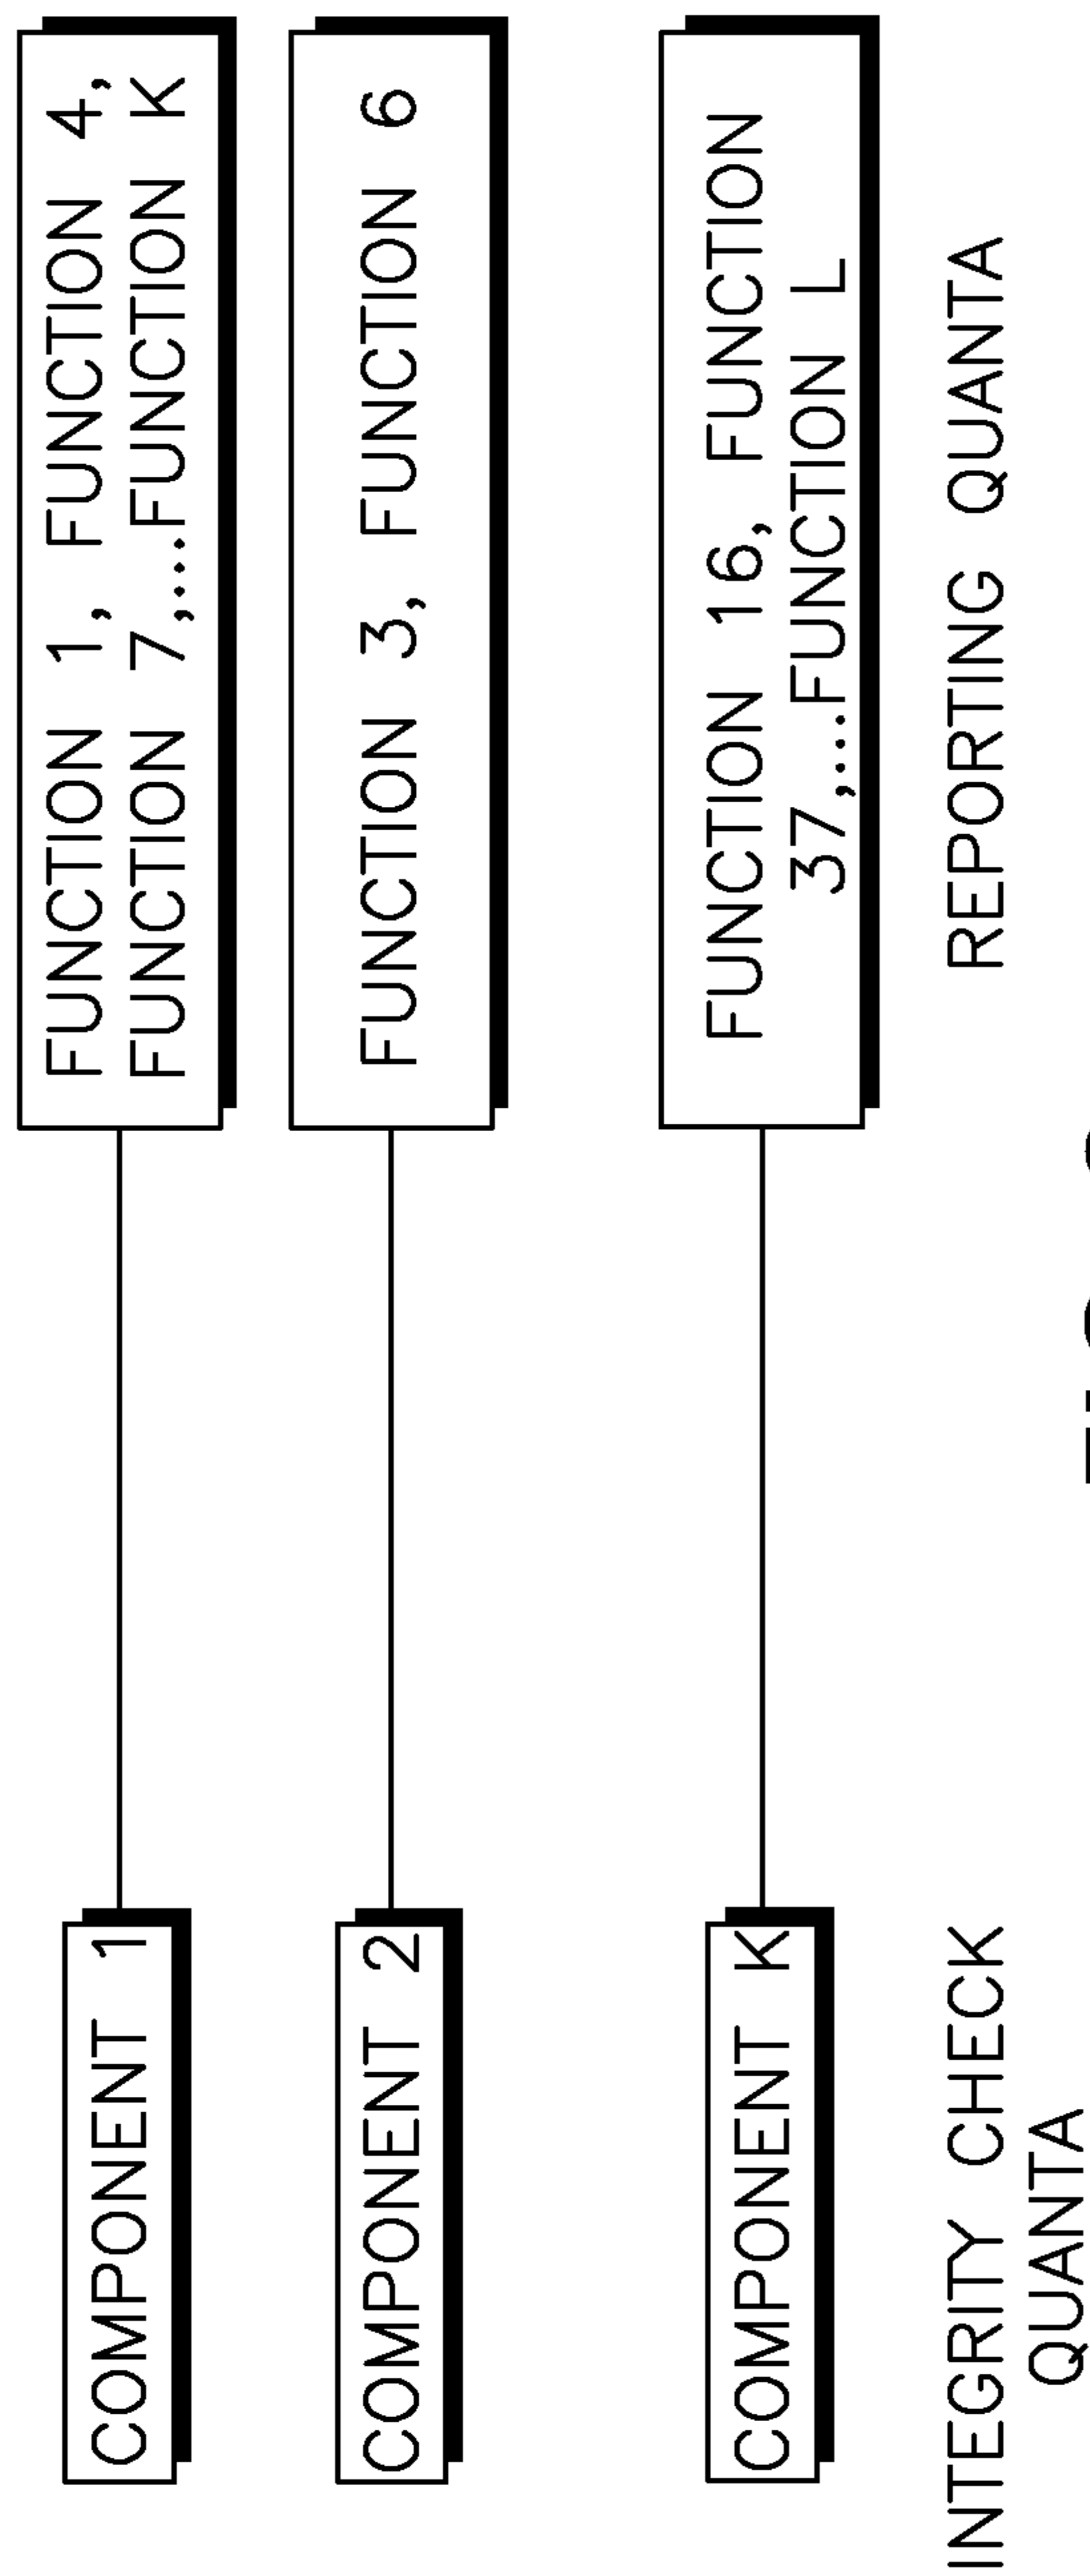 COMPONENT 1
FUNCTION 1, FUNCTION 4,
FUNCTION 7,...FUNCTION K
COMPONENT 2
FUNCTION 3, FUNCTION 6
COMPONENT K
FUNCTION 16, FUNCTION
37,....FUNCTION L
INTEGRITY CHECK
QUANTA
REPORTING QUANTA